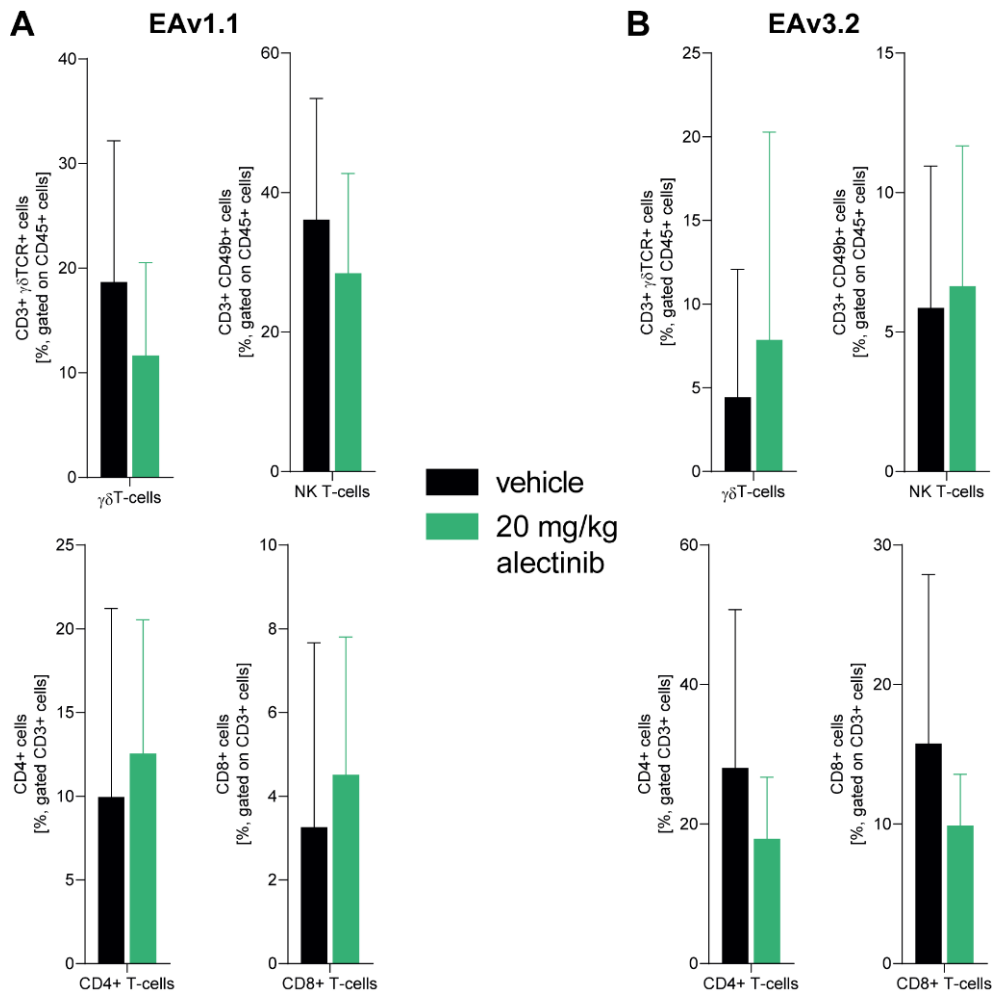 A
EAv1.1
CD3+ γδTCR+ cells
[%, gated on CD45+ cells]
40
30
20
10
0
γδT-cells
CD3+ CD49b+ cells
[%, gated on CD45+ cells]
60
40
20
0
NK T-cells
CD4+ cells
[%, gated CD3+ cells]
25
20
15
10
5
0
CD4+ T-cells
CD8+ cells
[%, gated on CD3+ cells]
10
8
6
4
2
0
CD8+ T-cells
vehicle
20 mg/kg
alectinib
B
EAv3.2
CD3+ γδTCR+ cells
[%, gated CD45+ cells]
25
20
15
10
5
0
γδT-cells
CD3+ CD49b+ cells
[%, gated on CD45+ cells]
15
10
5
0
NK T-cells
CD4+ cells
[%, gated CD3+ cells]
60
40
20
0
CD4+ T-cells
CD8+ cells
[%, gated on CD3+ cells]
30
20
10
0
CD8+ T-cells